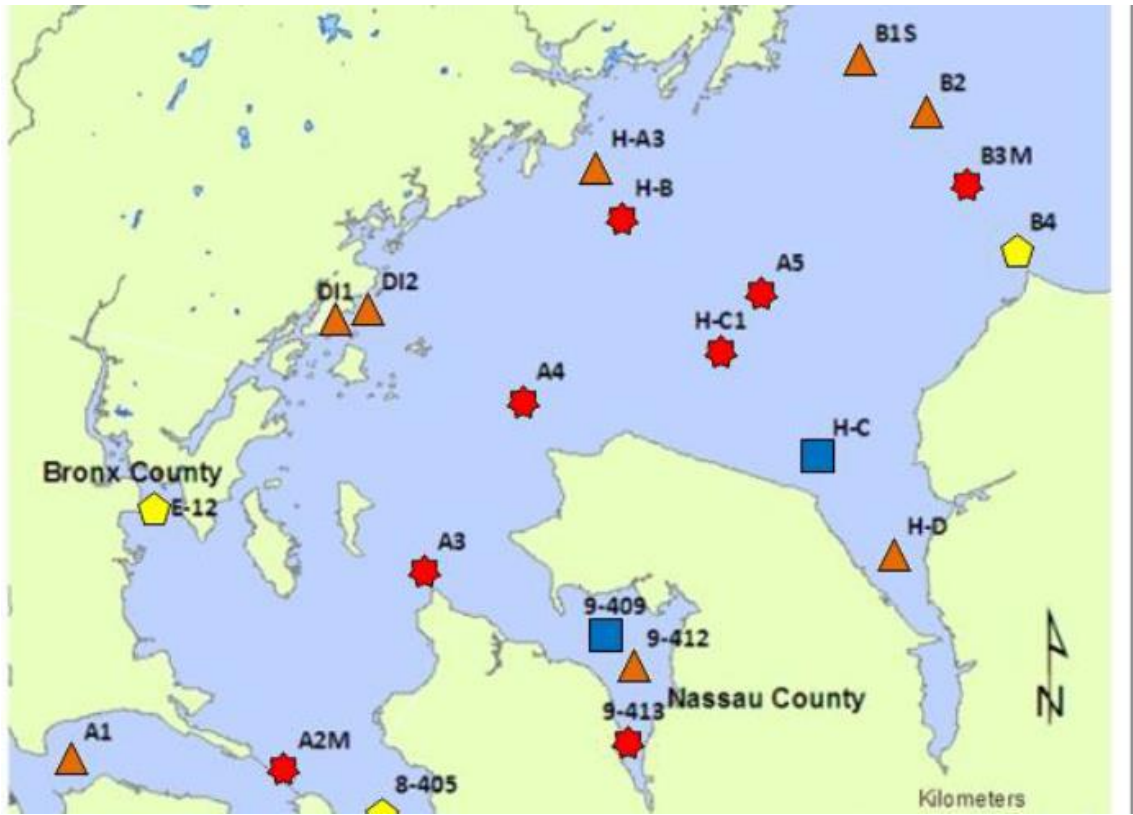 B1S
B2
H-A3
B3M
H-B
B4
A5
DI2
DI1
H-C1
A4
H-C
Bronx County
E-12
H-D
A3
9-409
9-412
Nassau County
9-413
N
A1
A2M
8-405
Kilometers